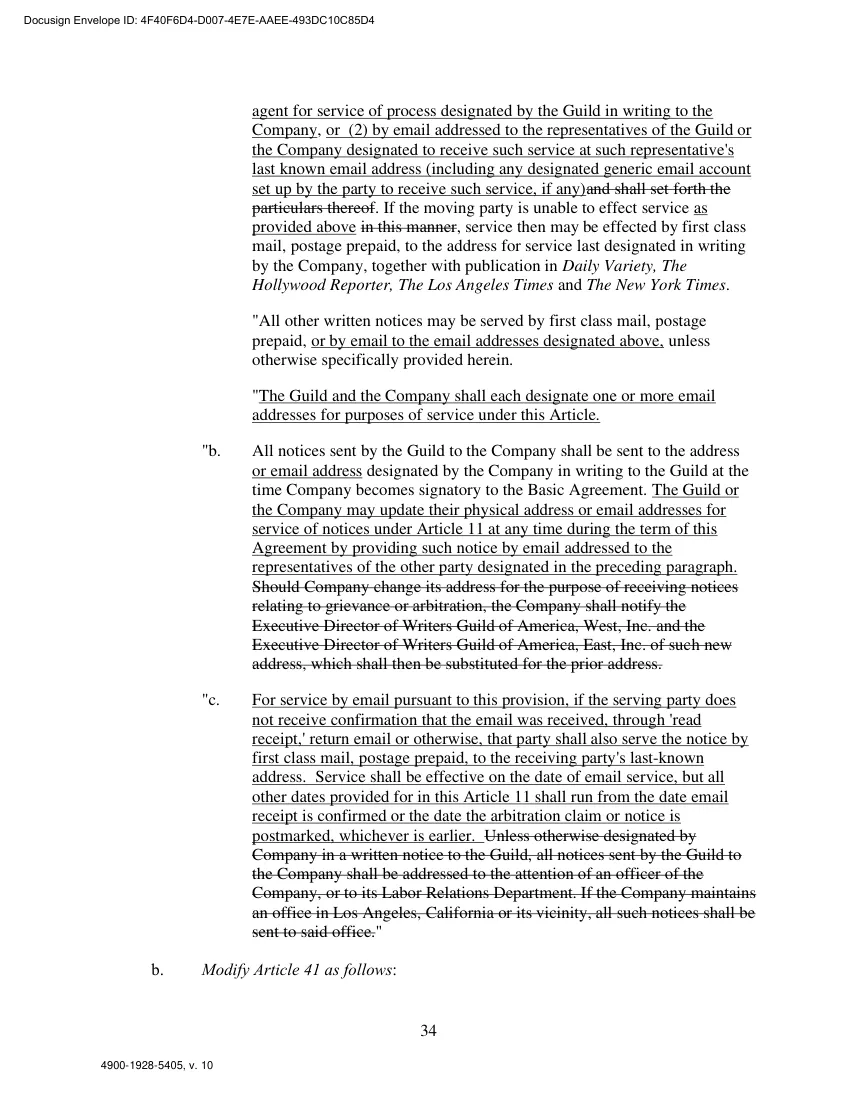 Docusign Envelope ID: 4F40F6D4-D007-4E7E-AAEE-493DC10C85D4
agent for service of process designated by the Guild in writing to the
Company, or  (2) by email addressed to the representatives of the Guild or
the Company designated to receive such service at such representative's
last known email address (including any designated generic email account
set up by the party to receive such service, if any)and shall set forth the
particulars thereof. If the moving party is unable to effect service as
provided above in this manner, service then may be effected by first class
mail, postage prepaid, to the address for service last designated in writing
by the Company, together with publication in Daily Variety, The
Hollywood Reporter, The Los Angeles Times and The New York Times.
"All other written notices may be served by first class mail, postage
prepaid, or by email to the email addresses designated above, unless
otherwise specifically provided herein.
"The Guild and the Company shall each designate one or more email
addresses for purposes of service under this Article.
"b. All notices sent by the Guild to the Company shall be sent to the address
or email address designated by the Company in writing to the Guild at the
time Company becomes signatory to the Basic Agreement. The Guild or
the Company may update their physical address or email addresses for
service of notices under Article 11 at any time during the term of this
Agreement by providing such notice by email addressed to the
representatives of the other party designated in the preceding paragraph.
Should Company change its address for the purpose of receiving notices
relating to grievance or arbitration, the Company shall notify the
Executive Director of Writers Guild of America, West, Inc. and the
Executive Director of Writers Guild of America, East, Inc. of such new
address, which shall then be substituted for the prior address.
"c. For service by email pursuant to this provision, if the serving party does
not receive confirmation that the email was received, through 'read
receipt,' return email or otherwise, that party shall also serve the notice by
first class mail, postage prepaid, to the receiving party's last-known
address.  Service shall be effective on the date of email service, but all
other dates provided for in this Article 11 shall run from the date email
receipt is confirmed or the date the arbitration claim or notice is
postmarked, whichever is earlier.  Unless otherwise designated by
Company in a written notice to the Guild, all notices sent by the Guild to
the Company shall be addressed to the attention of an officer of the
Company, or to its Labor Relations Department. If the Company maintains
an office in Los Angeles, California or its vicinity, all such notices shall be
sent to said office."
b. Modify Article 41 as follows:
34
4900-1928-5405, v. 10